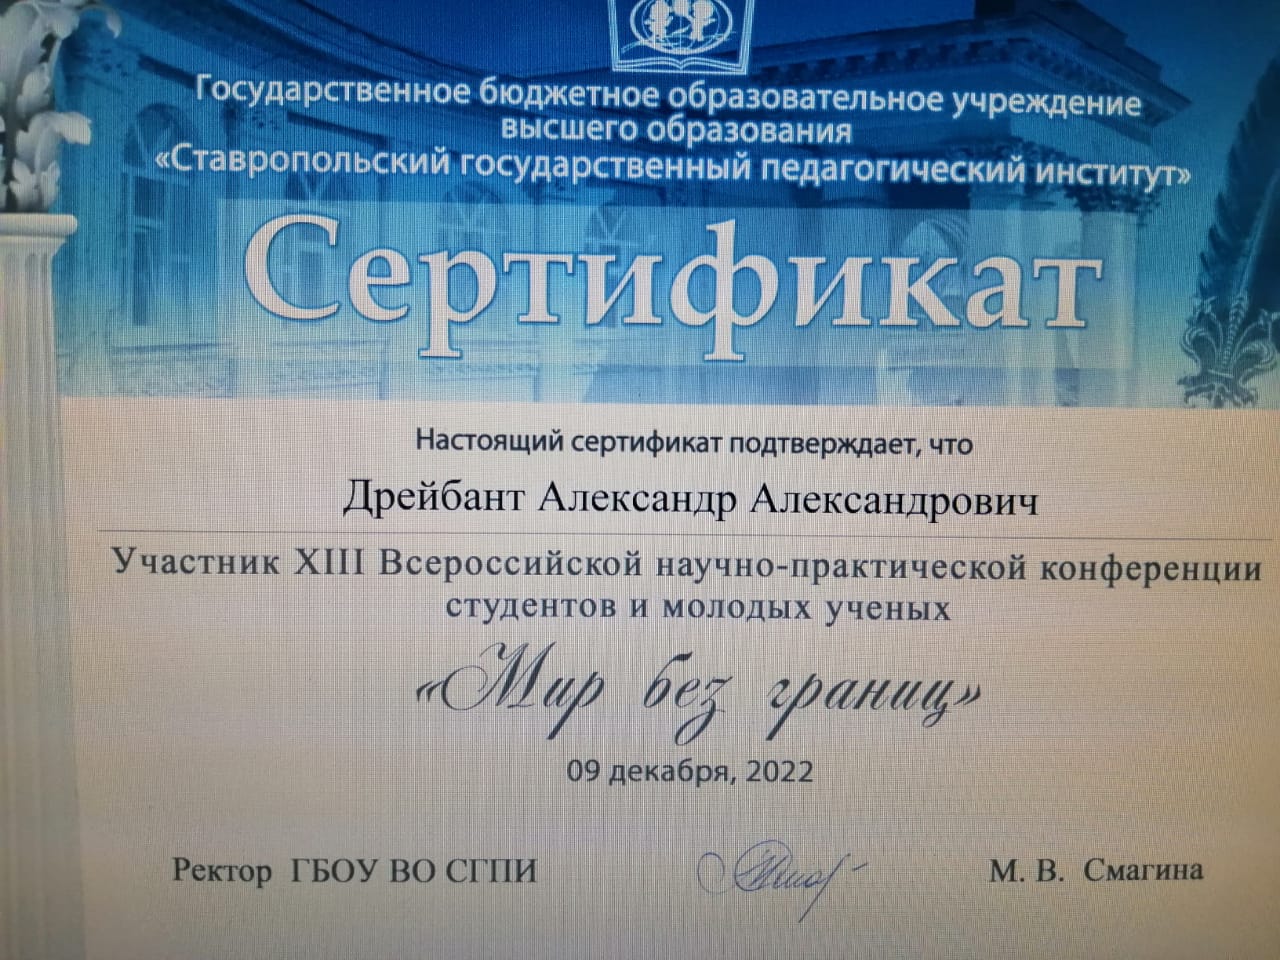 Государственное бюджетное образовательное учреждение
высшего образования
«Ставропольский государственный педагогический институт»
Сертификат
Настоящий сертификат подтверждает, что
Дрейбант Александр Александрович
Участник XIII Всероссийской научно-практической конференции
студентов и молодых ученых
«Мир без границ»
09 декабря, 2022
Ректор ГБОУ ВО СГПИ М. В. Смагина